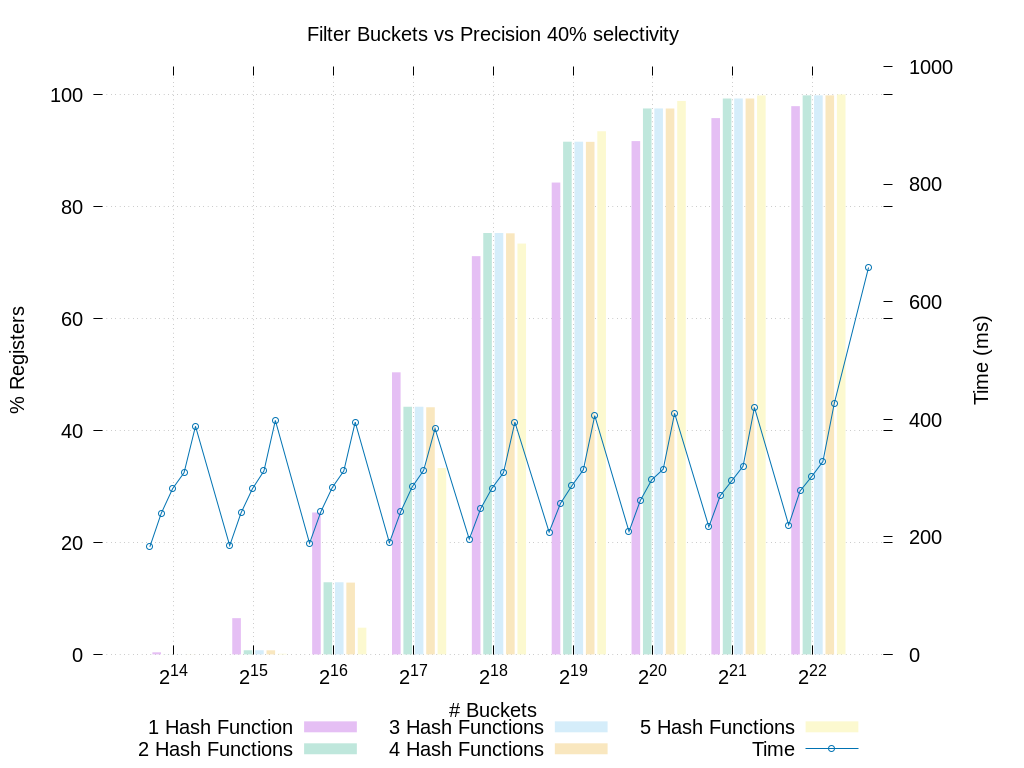 Filter Buckets vs Precision 40% selectivity
% Registers
100
80
60
40
20
0
2^14 2^15 2^16 2^17 2^18 2^19 2^20 2^21 2^22
# Buckets
1000
800
600
400
200
0
Time (ms)
1 Hash Function 3 Hash Functions 5 Hash Functions
2 Hash Functions 4 Hash Functions Time